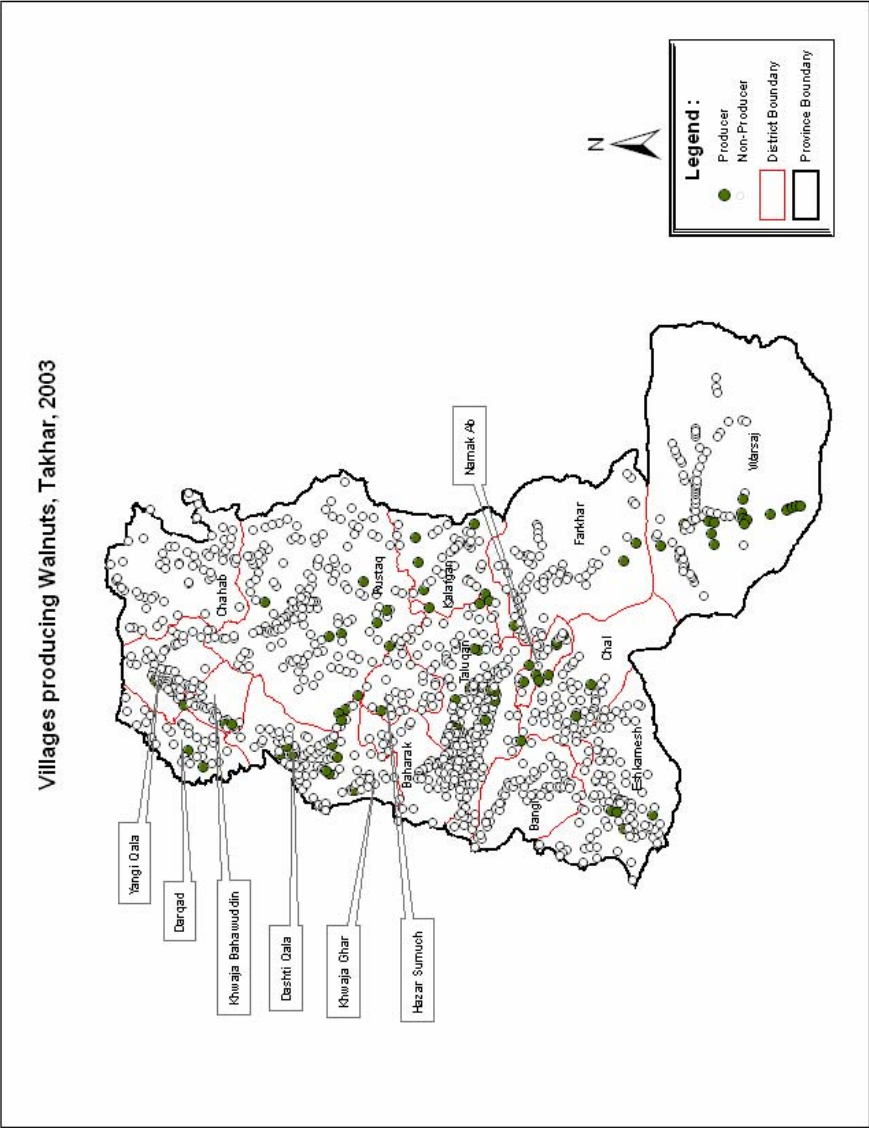 Villages producing Walnuts, Takhar, 2003
Yangi Qala
Darqad
Khwaja Bahawuddin
Dashti Qala
Khwaja Ghar
Hazar Sumuch
Namak Ab
Chahab
Rustaq
Kalafgan
Taluqan
Baharak
Bangi
Farkhar
Chal
Eshkamesh
Warsaj
N
Legend :
Producer
Non-Producer
District Boundary
Province Boundary